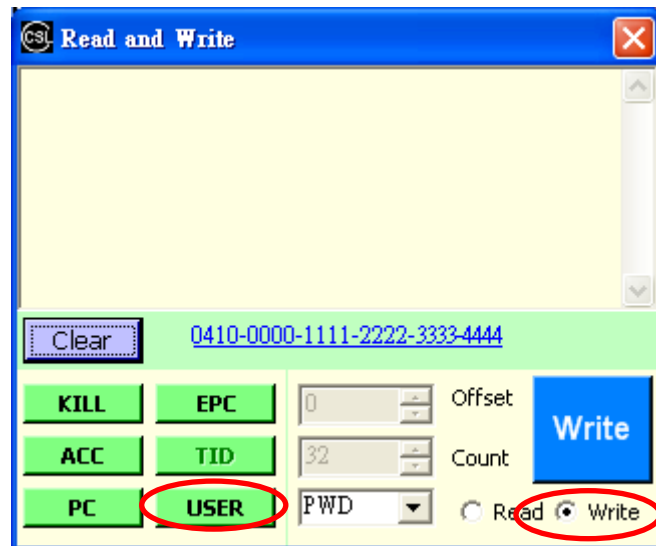 CSL Read and Write
Clear 0410-0000-1111-2222-3333-4444
KILL EPC 0 Offset Write
ACC TID 32 Count
PC USER PWD Read Write